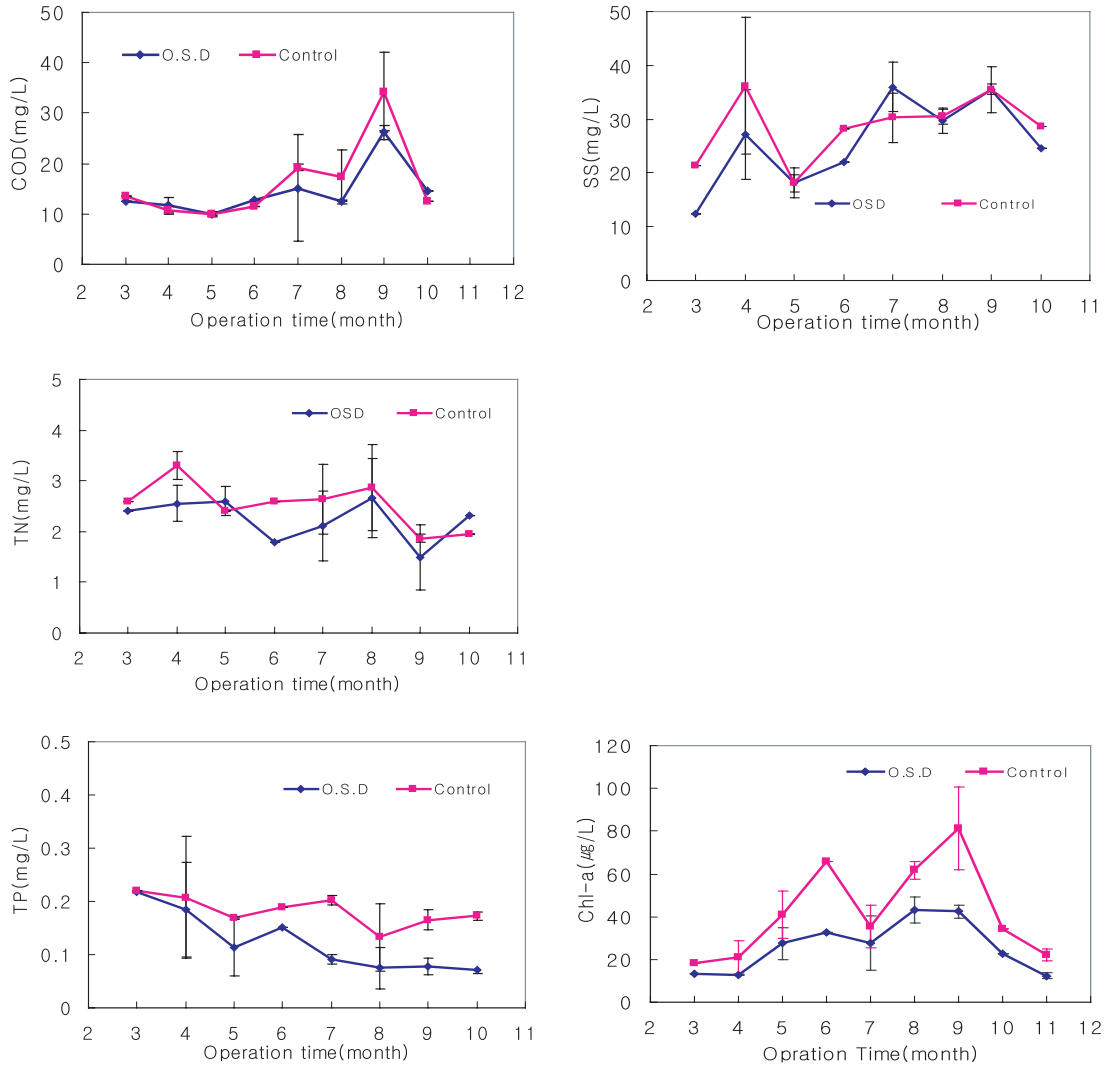 COD(mg/L)
50
40
30
20
10
0
O.S.D Control
2 3 4 5 6 7 8 9 10 11 12
Operation time(month)
SS(mg/L)
50
40
30
20
10
0
OSD Control
2 3 4 5 6 7 8 9 10 11
Operation time(month)
TN(mg/L)
5
4
3
2
1
0
OSD Control
2 3 4 5 6 7 8 9 10 11
Operation time(month)
TP(mg/L)
0.5
0.4
0.3
0.2
0.1
0
O.S.D Control
2 3 4 5 6 7 8 9 10 11
Operation time(month)
Chl-a(㎍/L)
120
100
80
60
40
20
0
O.S.D Control
2 3 4 5 6 7 8 9 10 11 12
Opration Time(month)